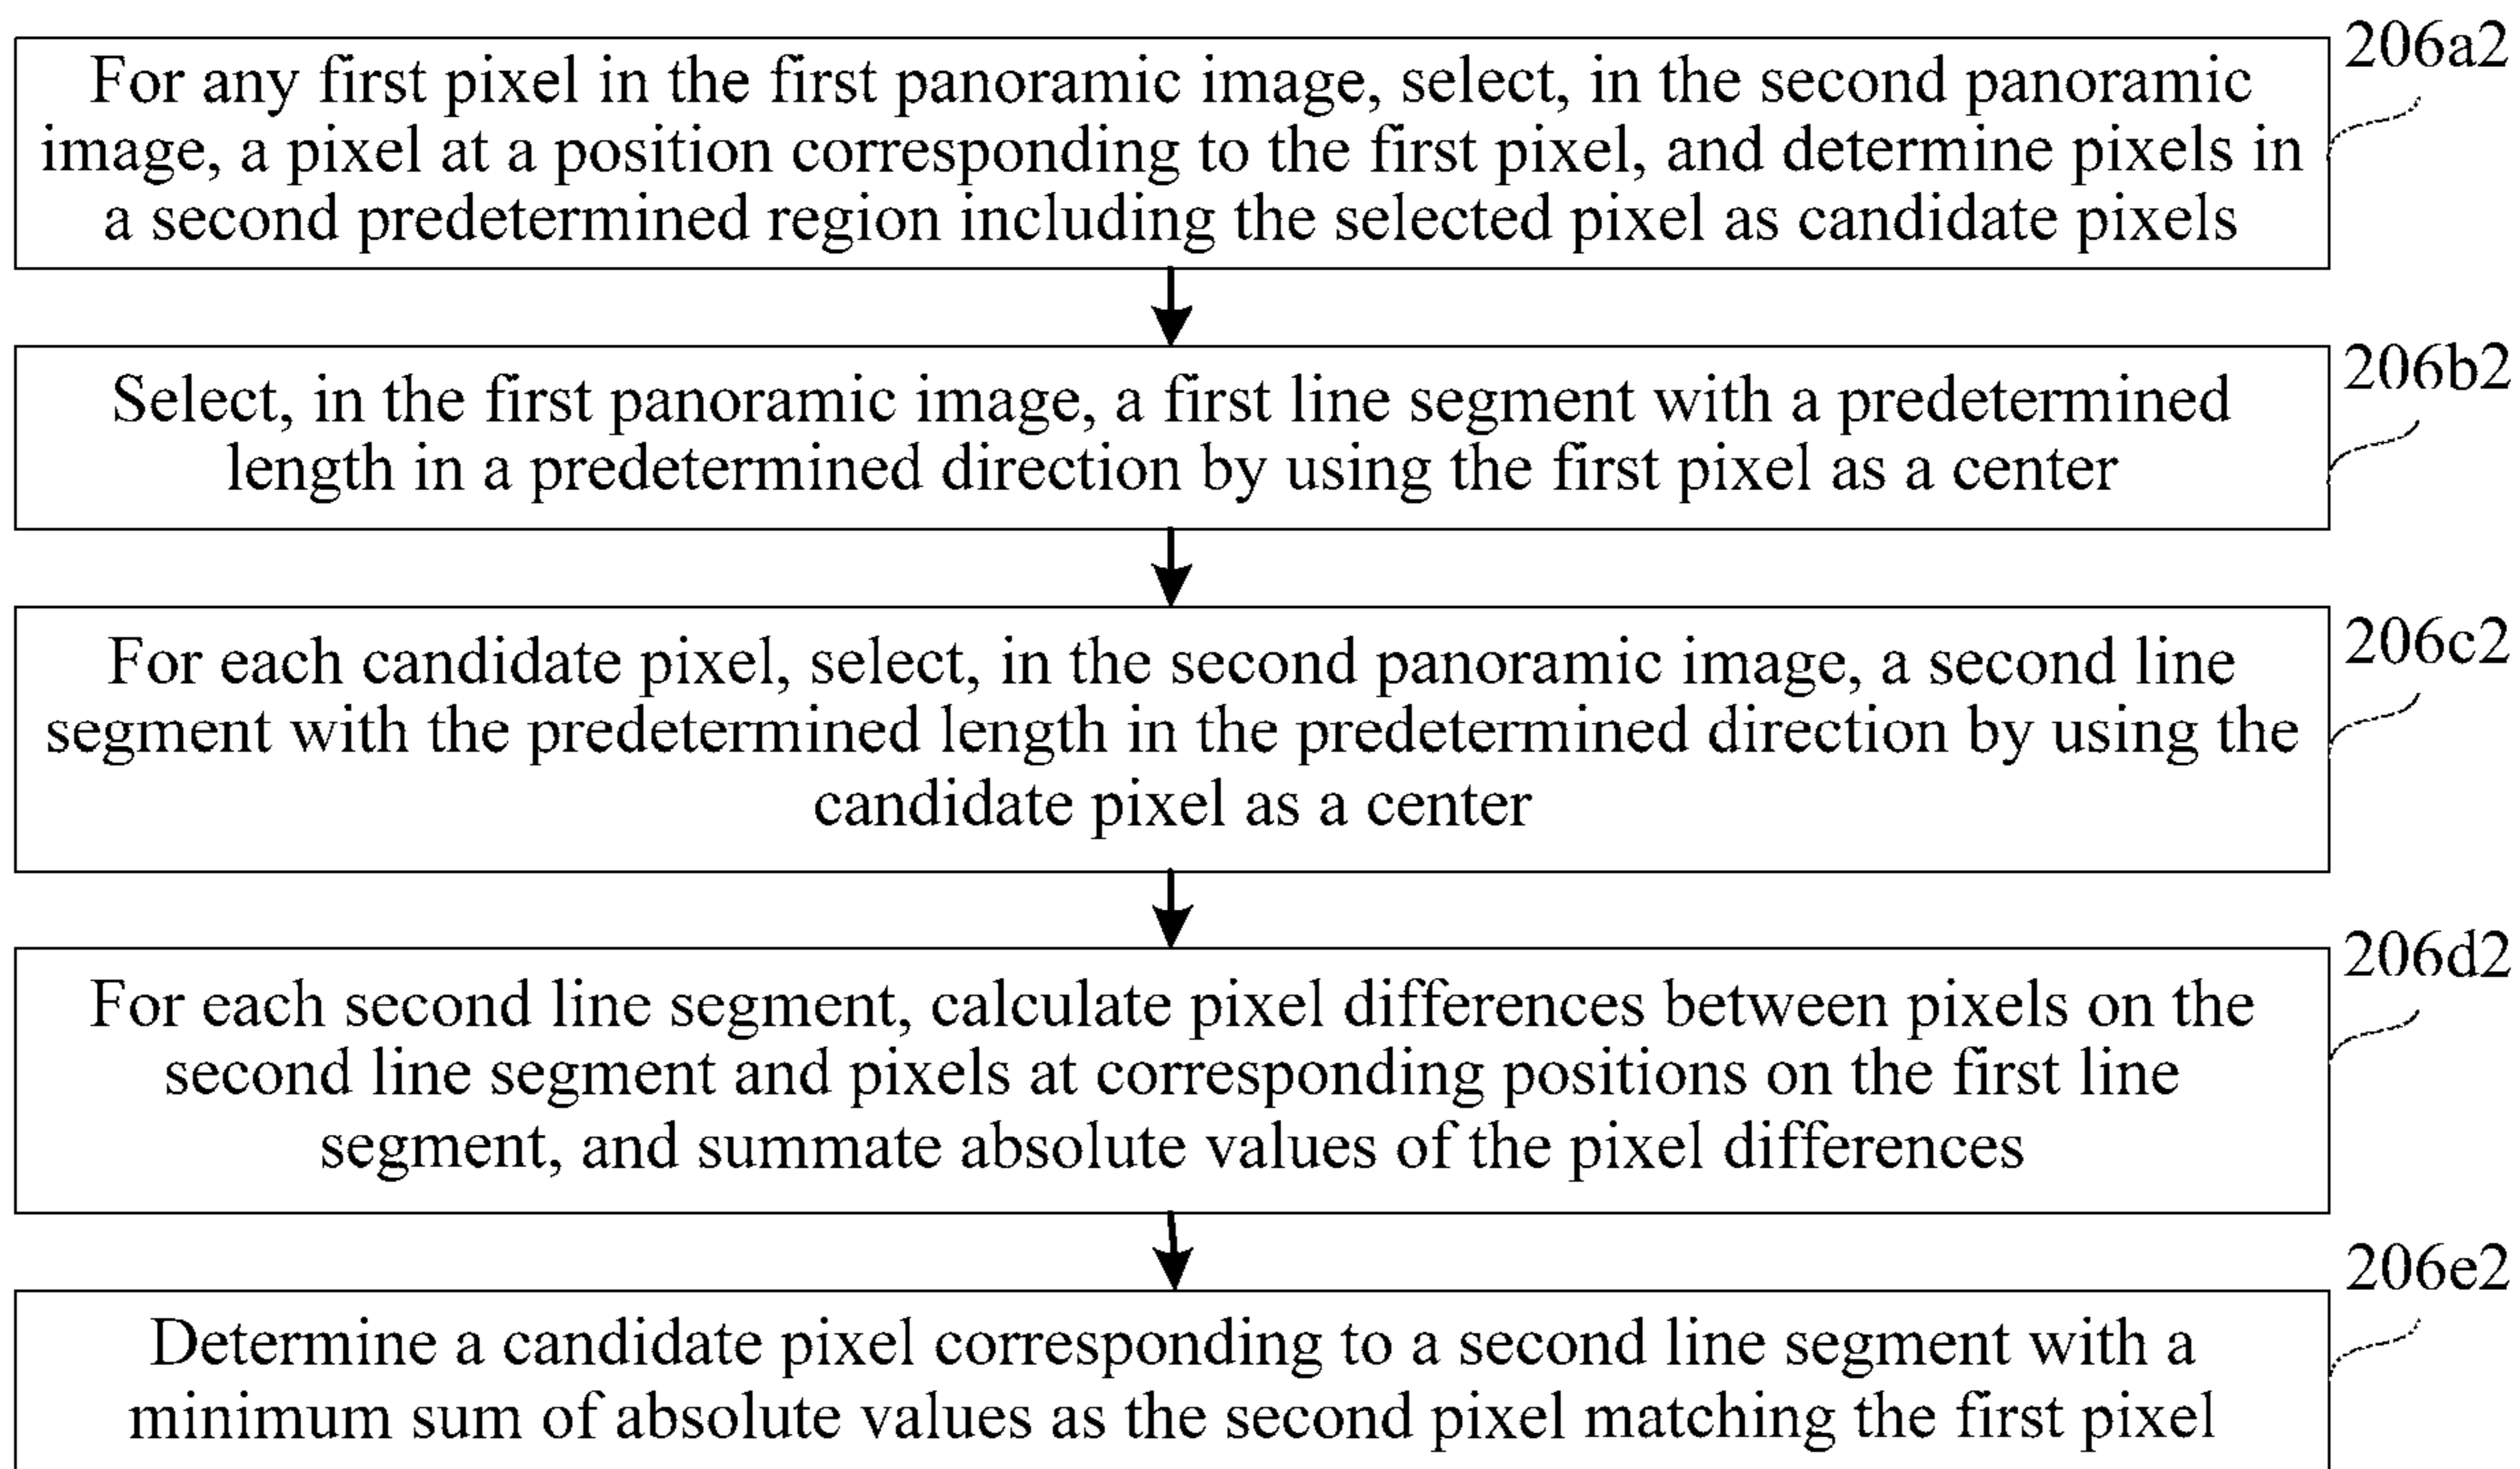 206a2
For any first pixel in the first panoramic image, select, in the second panoramic
image, a pixel at a position corresponding to the first pixel, and determine pixels in
a second predetermined region including the selected pixel as candidate pixels
206b2
Select, in the first panoramic image, a first line segment with a predetermined
length in a predetermined direction by using the first pixel as a center
206c2
For each candidate pixel, select, in the second panoramic image, a second line
segment with the predetermined length in the predetermined direction by using the
candidate pixel as a center
206d2
For each second line segment, calculate pixel differences between pixels on the
second line segment and pixels at corresponding positions on the first line
segment, and summate absolute values of the pixel differences
206e2
Determine a candidate pixel corresponding to a second line segment with a
minimum sum of absolute values as the second pixel matching the first pixel